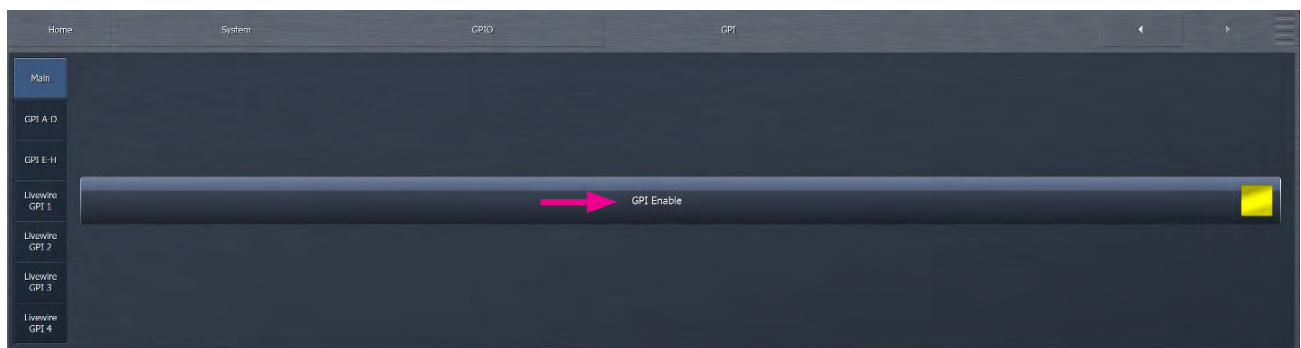 Home System GPIO GPI
Main
GPI A-D
GPI E-H
Livewire
GPI 1
GPI Enable
Livewire
GPI 2
Livewire
GPI 3
Livewire
GPI 4